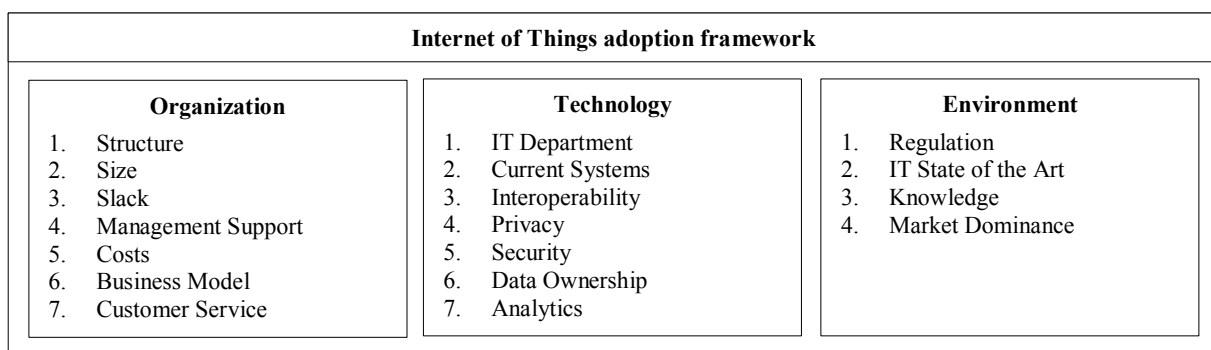 Internet of Things adoption framework
Organization
1. Structure
2. Size
3. Slack
4. Management Support
5. Costs
6. Business Model
7. Customer Service
Technology
1. IT Department
2. Current Systems
3. Interoperability
4. Privacy
5. Security
6. Data Ownership
7. Analytics
Environment
1. Regulation
2. IT State of the Art
3. Knowledge
4. Market Dominance